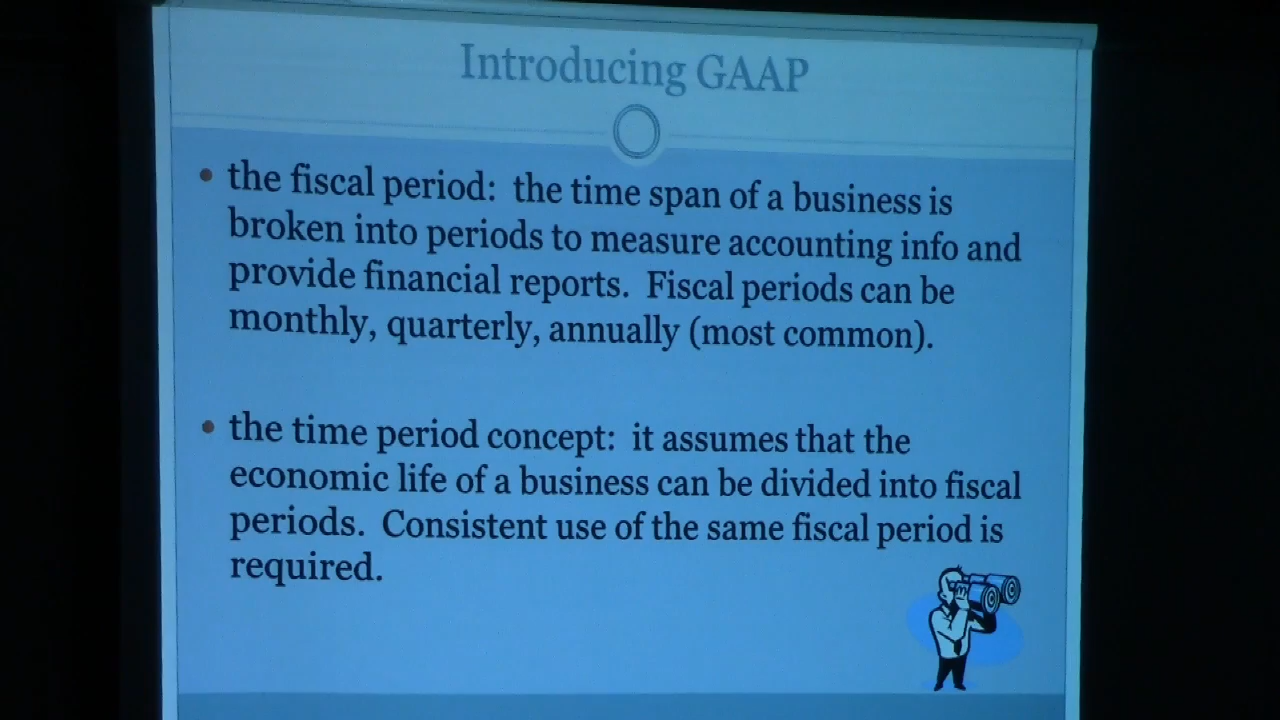 Introducing GAAP
• the fiscal period: the time span of a business is
broken into periods to measure accounting info and
provide financial reports. Fiscal periods can be
monthly, quarterly, annually (most common).
• the time period concept: it assumes that the
economic life of a business can be divided into fiscal
periods. Consistent use of the same fiscal period is
required.